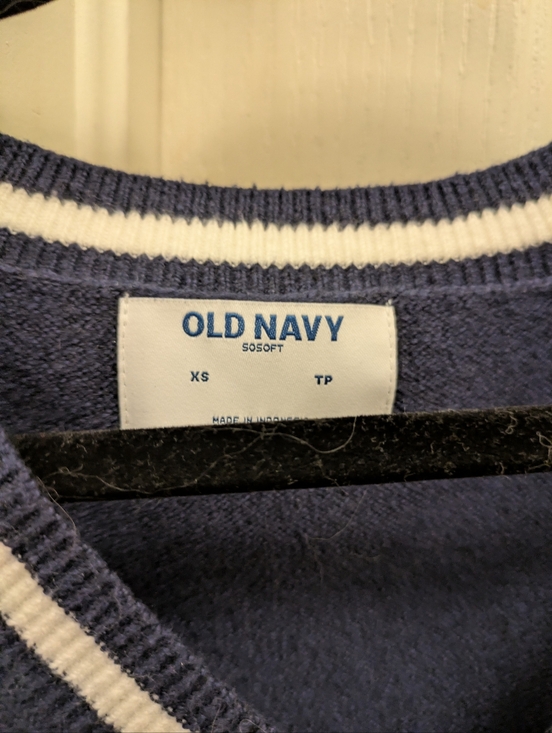 OLD NAVY
SOSOFT
XS TP
MADE IN INDONESIA